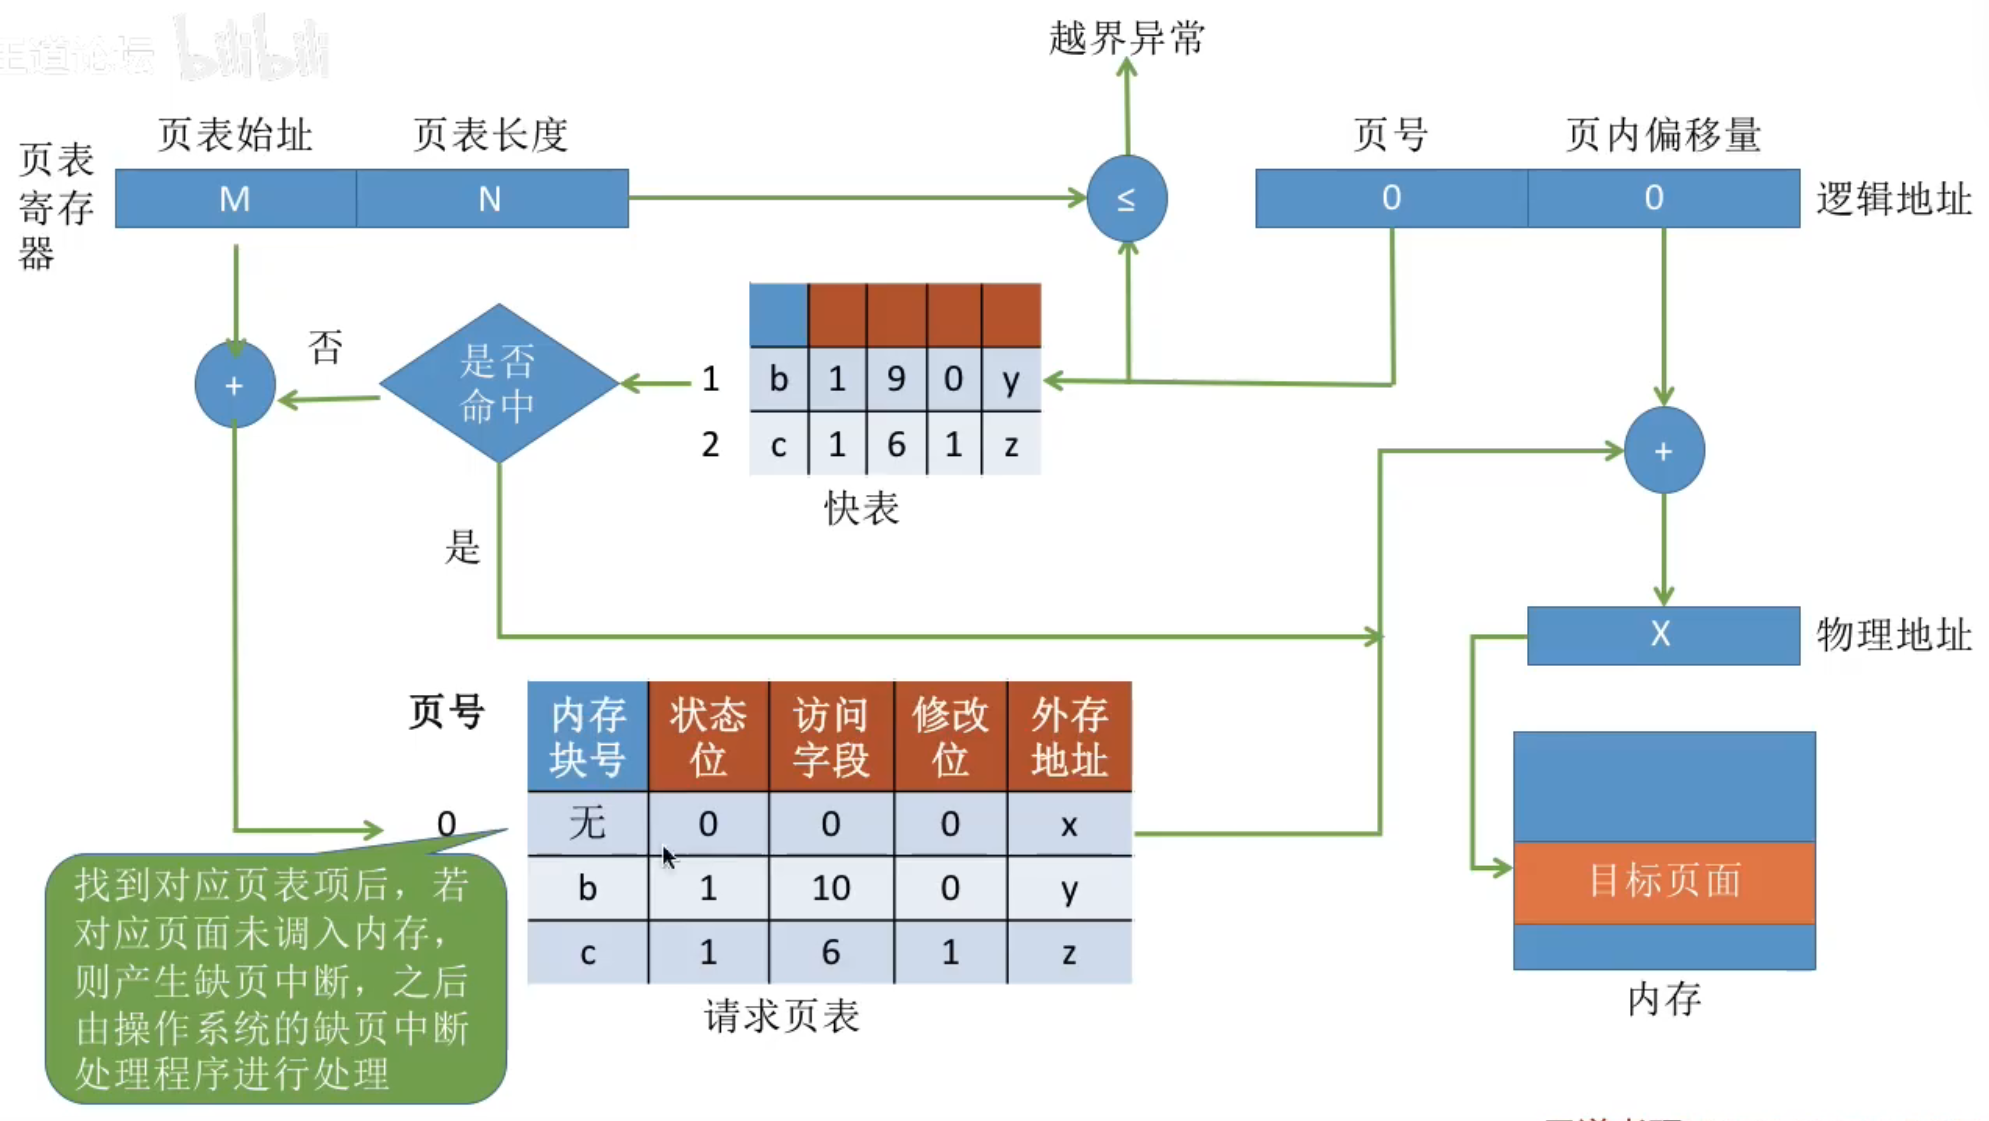 王道论坛 bilibili
越界异常
页表始址 页表长度
页号 页内偏移量
页表
寄存
器
M N
≤
0 0
逻辑地址
否
是否
命中
+
1 b 1 9 0 y
2 c 1 6 1 z
快表
+
是
X
物理地址
页号
内存
块号
状态
位
访问
字段
修改
位
外存
地址
0 无 0 0 0 x
b 1 10 0 y
c 1 6 1 z
请求页表
找到对应页表项后，若
对应页面未调入内存，
则产生缺页中断，之后
由操作系统的缺页中断
处理程序进行处理
目标页面
内存